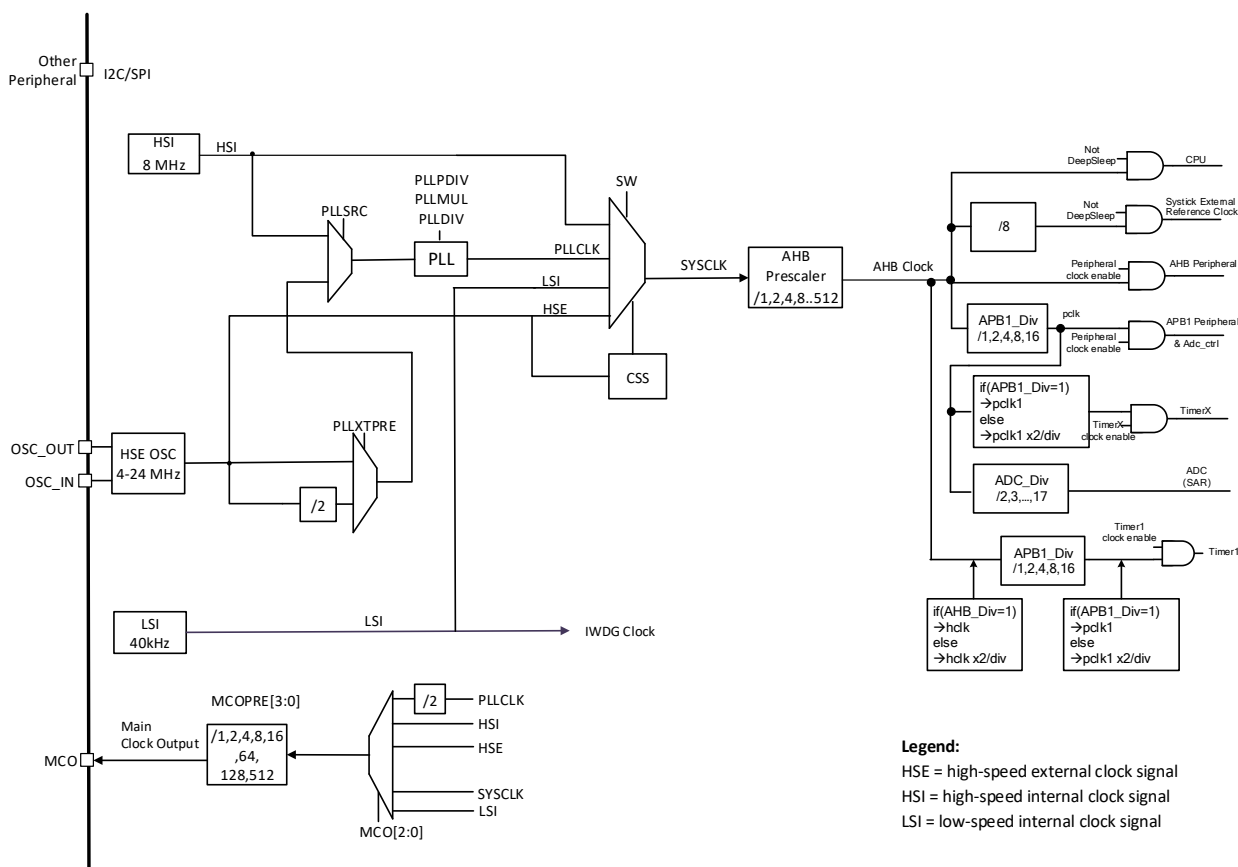 Other
Peripheral
I2C/SPI
HSI
8 MHz
HSI
PLLSRC
PLLPDIV
PLLMUL
PLLDIV
PLL
PLLCLK
SW
LSI
HSE
CSS
SYSCLK
AHB
Prescaler
/1,2,4,8..512
AHB Clock
Not
DeepSleep
CPU
/8
Not
DeepSleep
Systick External
Reference Clock
Peripheral
clock enable
AHB Peripheral
APB1_Div
/1,2,4,8,16
pclk
Peripheral
clock enable
APB1 Peripheral
& Adc_ctrl
if(APB1_Div=1)
→pclk1
else
→pclk1 x2/div
TimerX
clock enable
TimerX
ADC_Div
/2,3,...,17
ADC
(SAR)
Timer1
clock enable
APB1_Div
/1,2,4,8,16
Timer1
if(AHB_Div=1)
→hclk
else
→hclk x2/div
if(APB1_Div=1)
→pclk1
else
→pclk1 x2/div
OSC_OUT
OSC_IN
HSE OSC
4-24 MHz
PLLXTPRE
/2
LSI
40kHz
LSI
IWDG Clock
MCOPRE[3:0]
/1,2,4,8,16
,64,
128,512
Main
Clock Output
MCO
/2
PLLCLK
HSI
HSE
SYSCLK
LSI
MCO[2:0]
Legend:
HSE = high-speed external clock signal
HSI = high-speed internal clock signal
LSI = low-speed internal clock signal